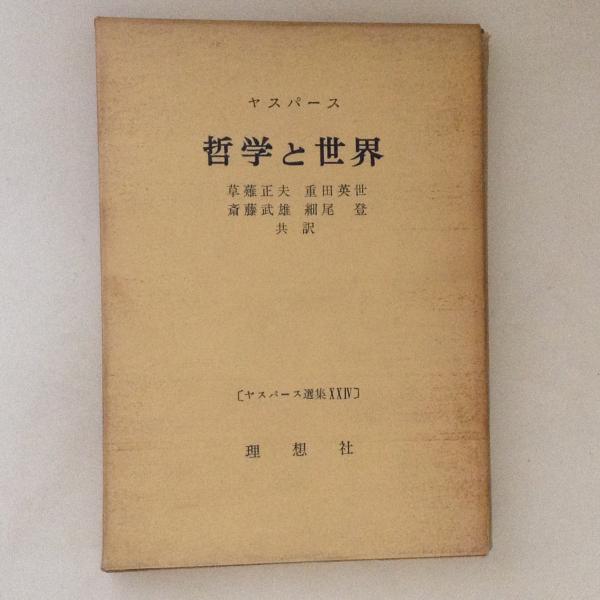 ヤスパース
哲学と世界
草薙正夫 重田英世
斎藤武雄 細尾 登
共訳
〔ヤスパース選集XXIV〕
理想社